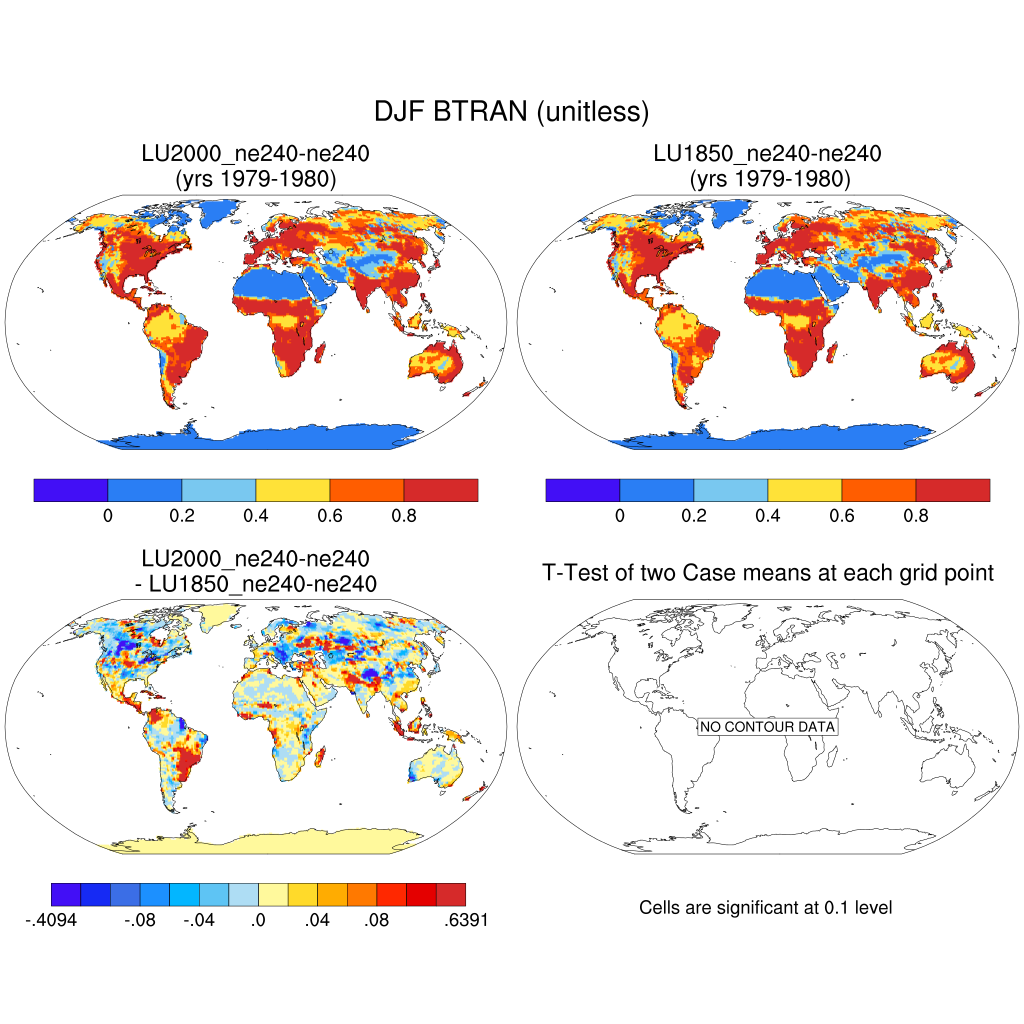 DJF BTRAN (unitless)
LU2000_ne240-ne240
(yrs 1979-1980)
LU1850_ne240-ne240
(yrs 1979-1980)
0 0.2 0.4 0.6 0.8
0 0.2 0.4 0.6 0.8
LU2000_ne240-ne240
- LU1850_ne240-ne240
T-Test of two Case means at each grid point
NO CONTOUR DATA
-.4094 -.08 -.04 .0 .04 .08 .6391
Cells are significant at 0.1 level